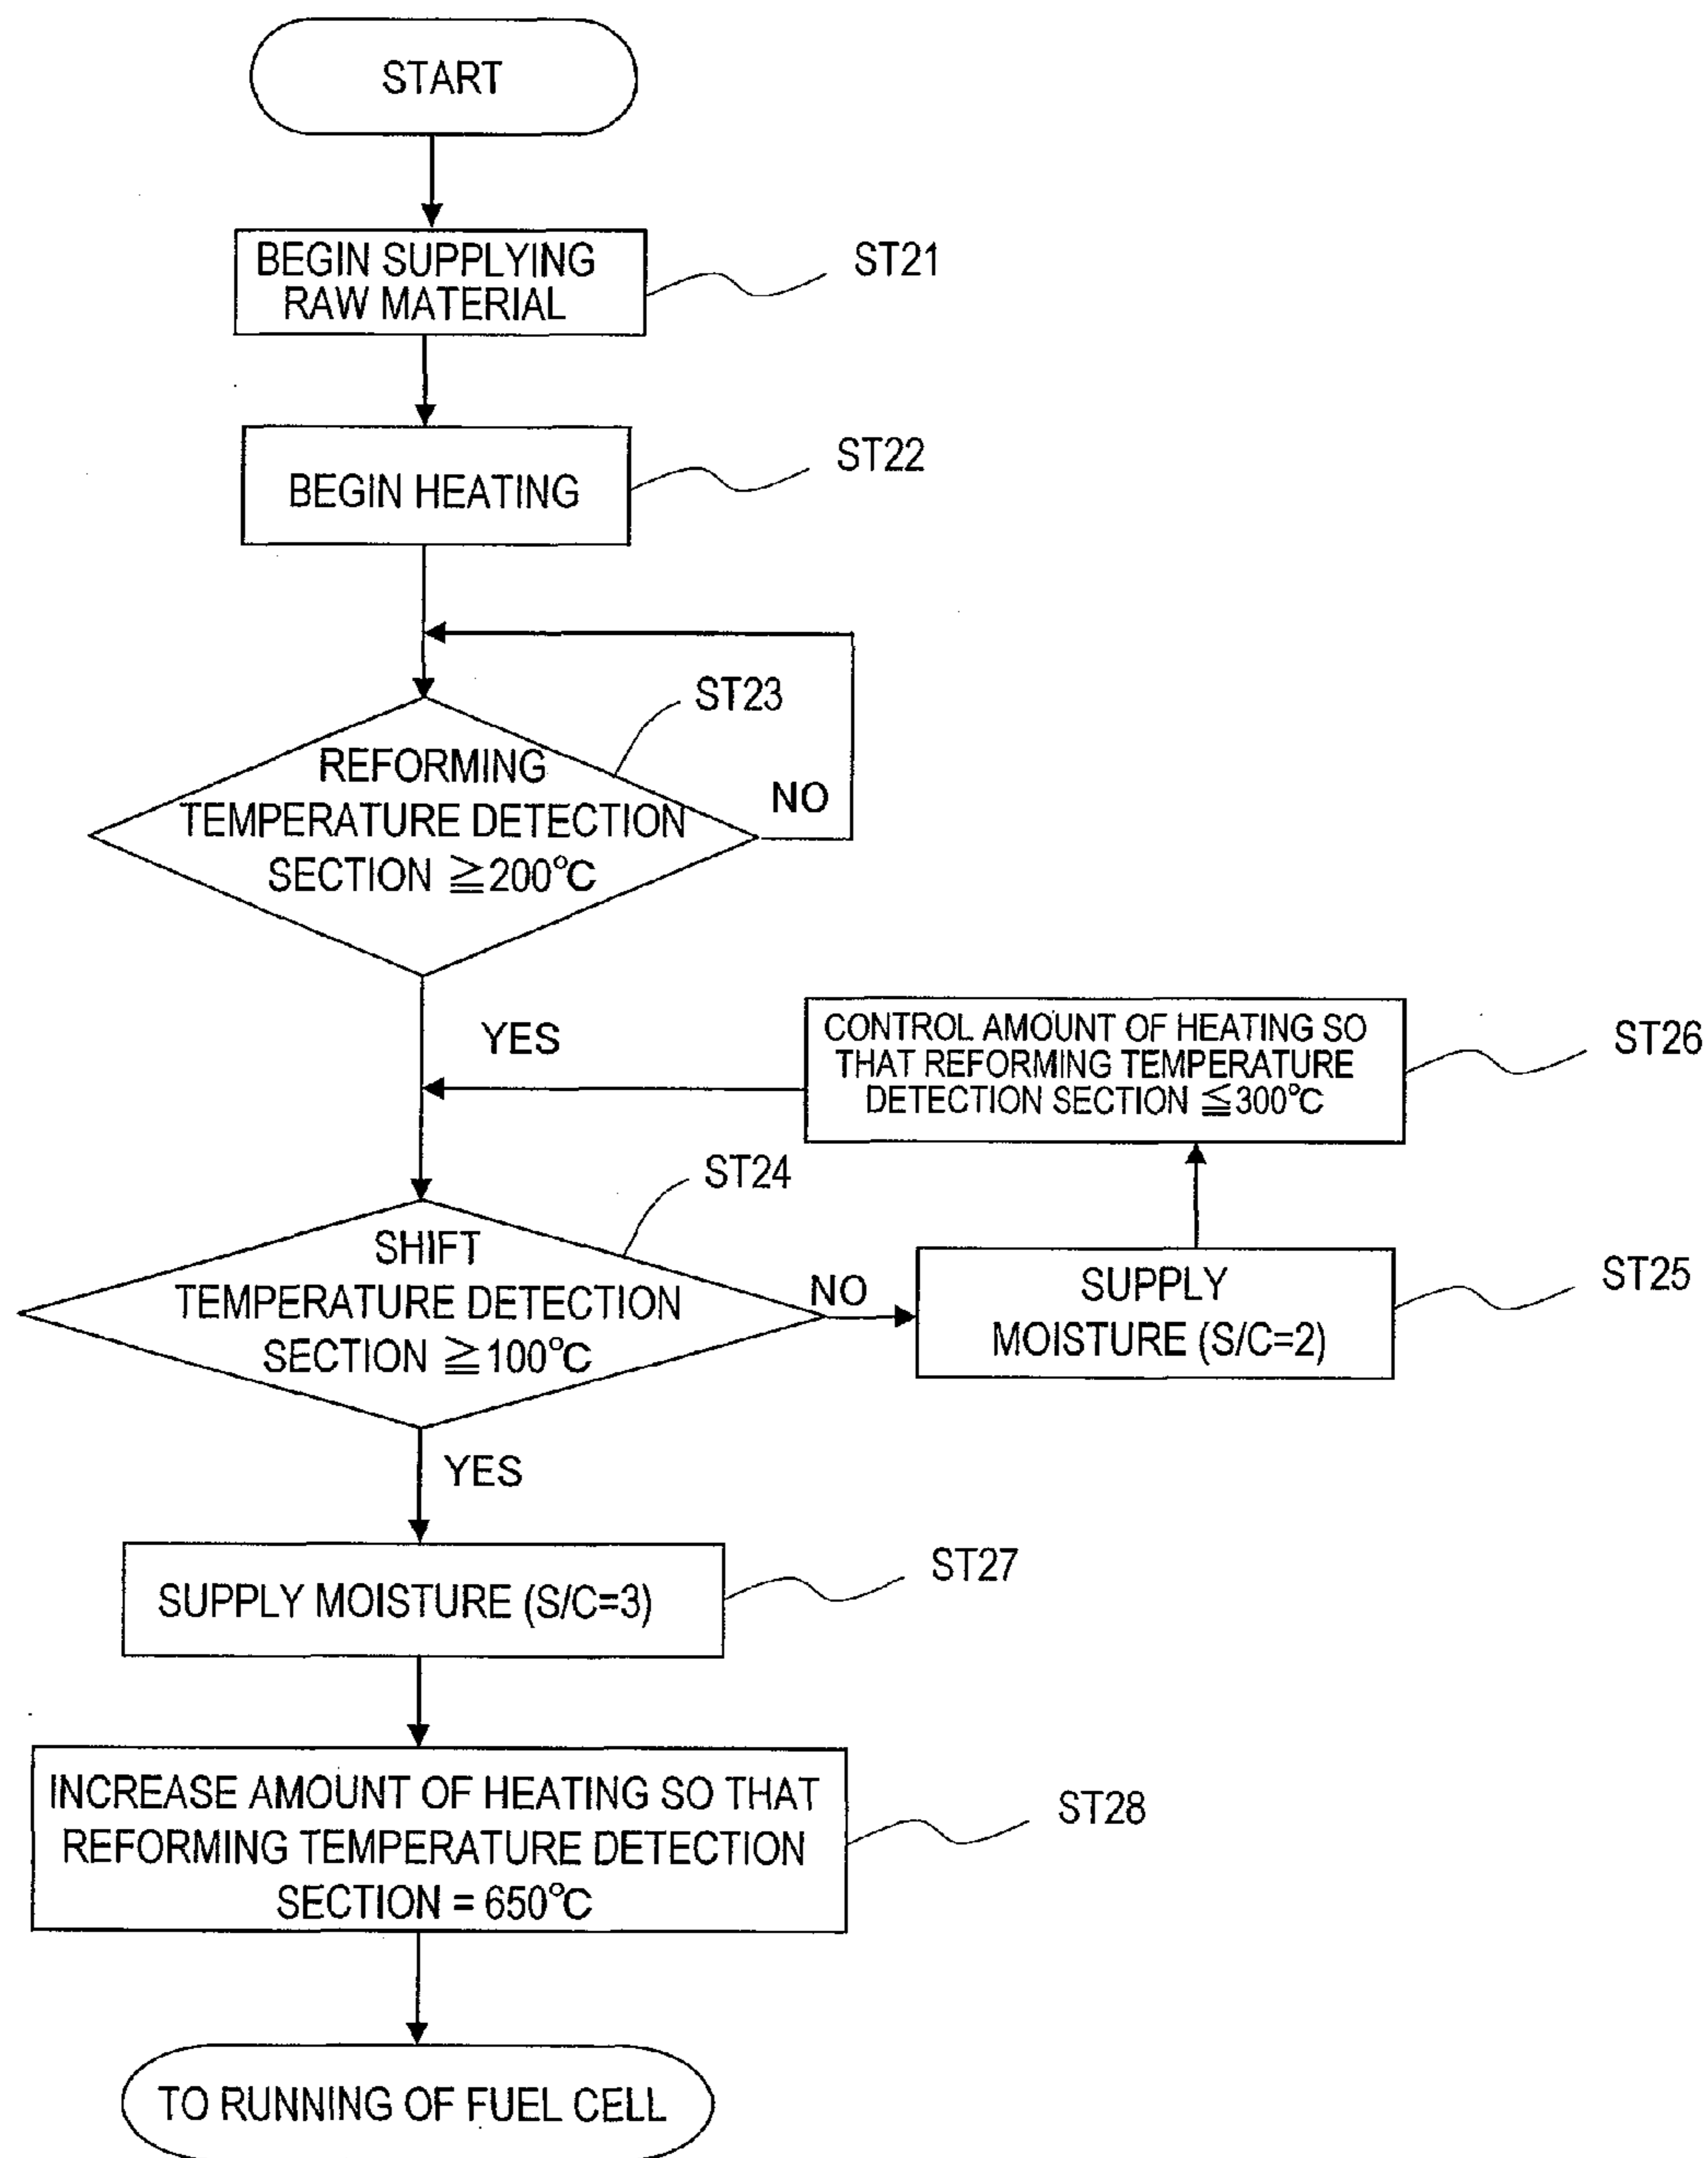 START
BEGIN SUPPLYING
RAW MATERIAL
ST21
BEGIN HEATING
ST22
ST23
REFORMING
TEMPERATURE DETECTION
SECTION ≧200°C
NO
YES
CONTROL AMOUNT OF HEATING SO
THAT REFORMING TEMPERATURE
DETECTION SECTION ≦300°C
ST26
ST24
SHIFT
TEMPERATURE DETECTION
SECTION ≧100°C
NO
SUPPLY
MOISTURE (S/C=2)
ST25
YES
SUPPLY MOISTURE (S/C=3)
ST27
INCREASE AMOUNT OF HEATING SO THAT
REFORMING TEMPERATURE DETECTION
SECTION = 650°C
ST28
TO RUNNING OF FUEL CELL